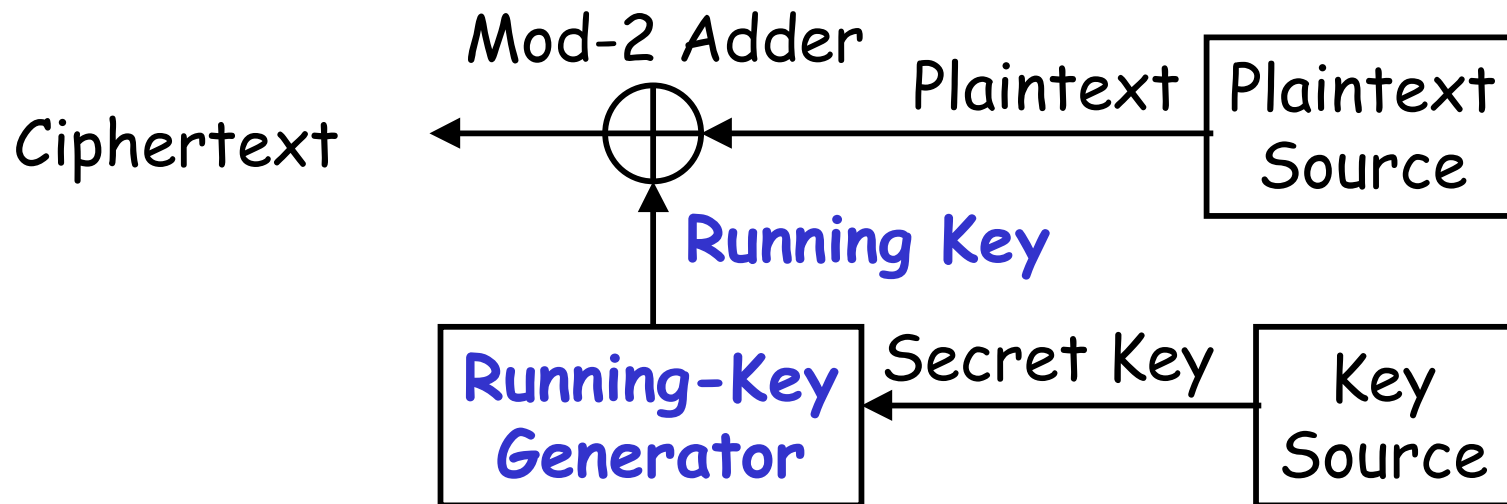 Mod-2 Adder
Ciphertext
Plaintext
Plaintext
Source
Running Key
Running-Key
Generator
Secret Key
Key
Source